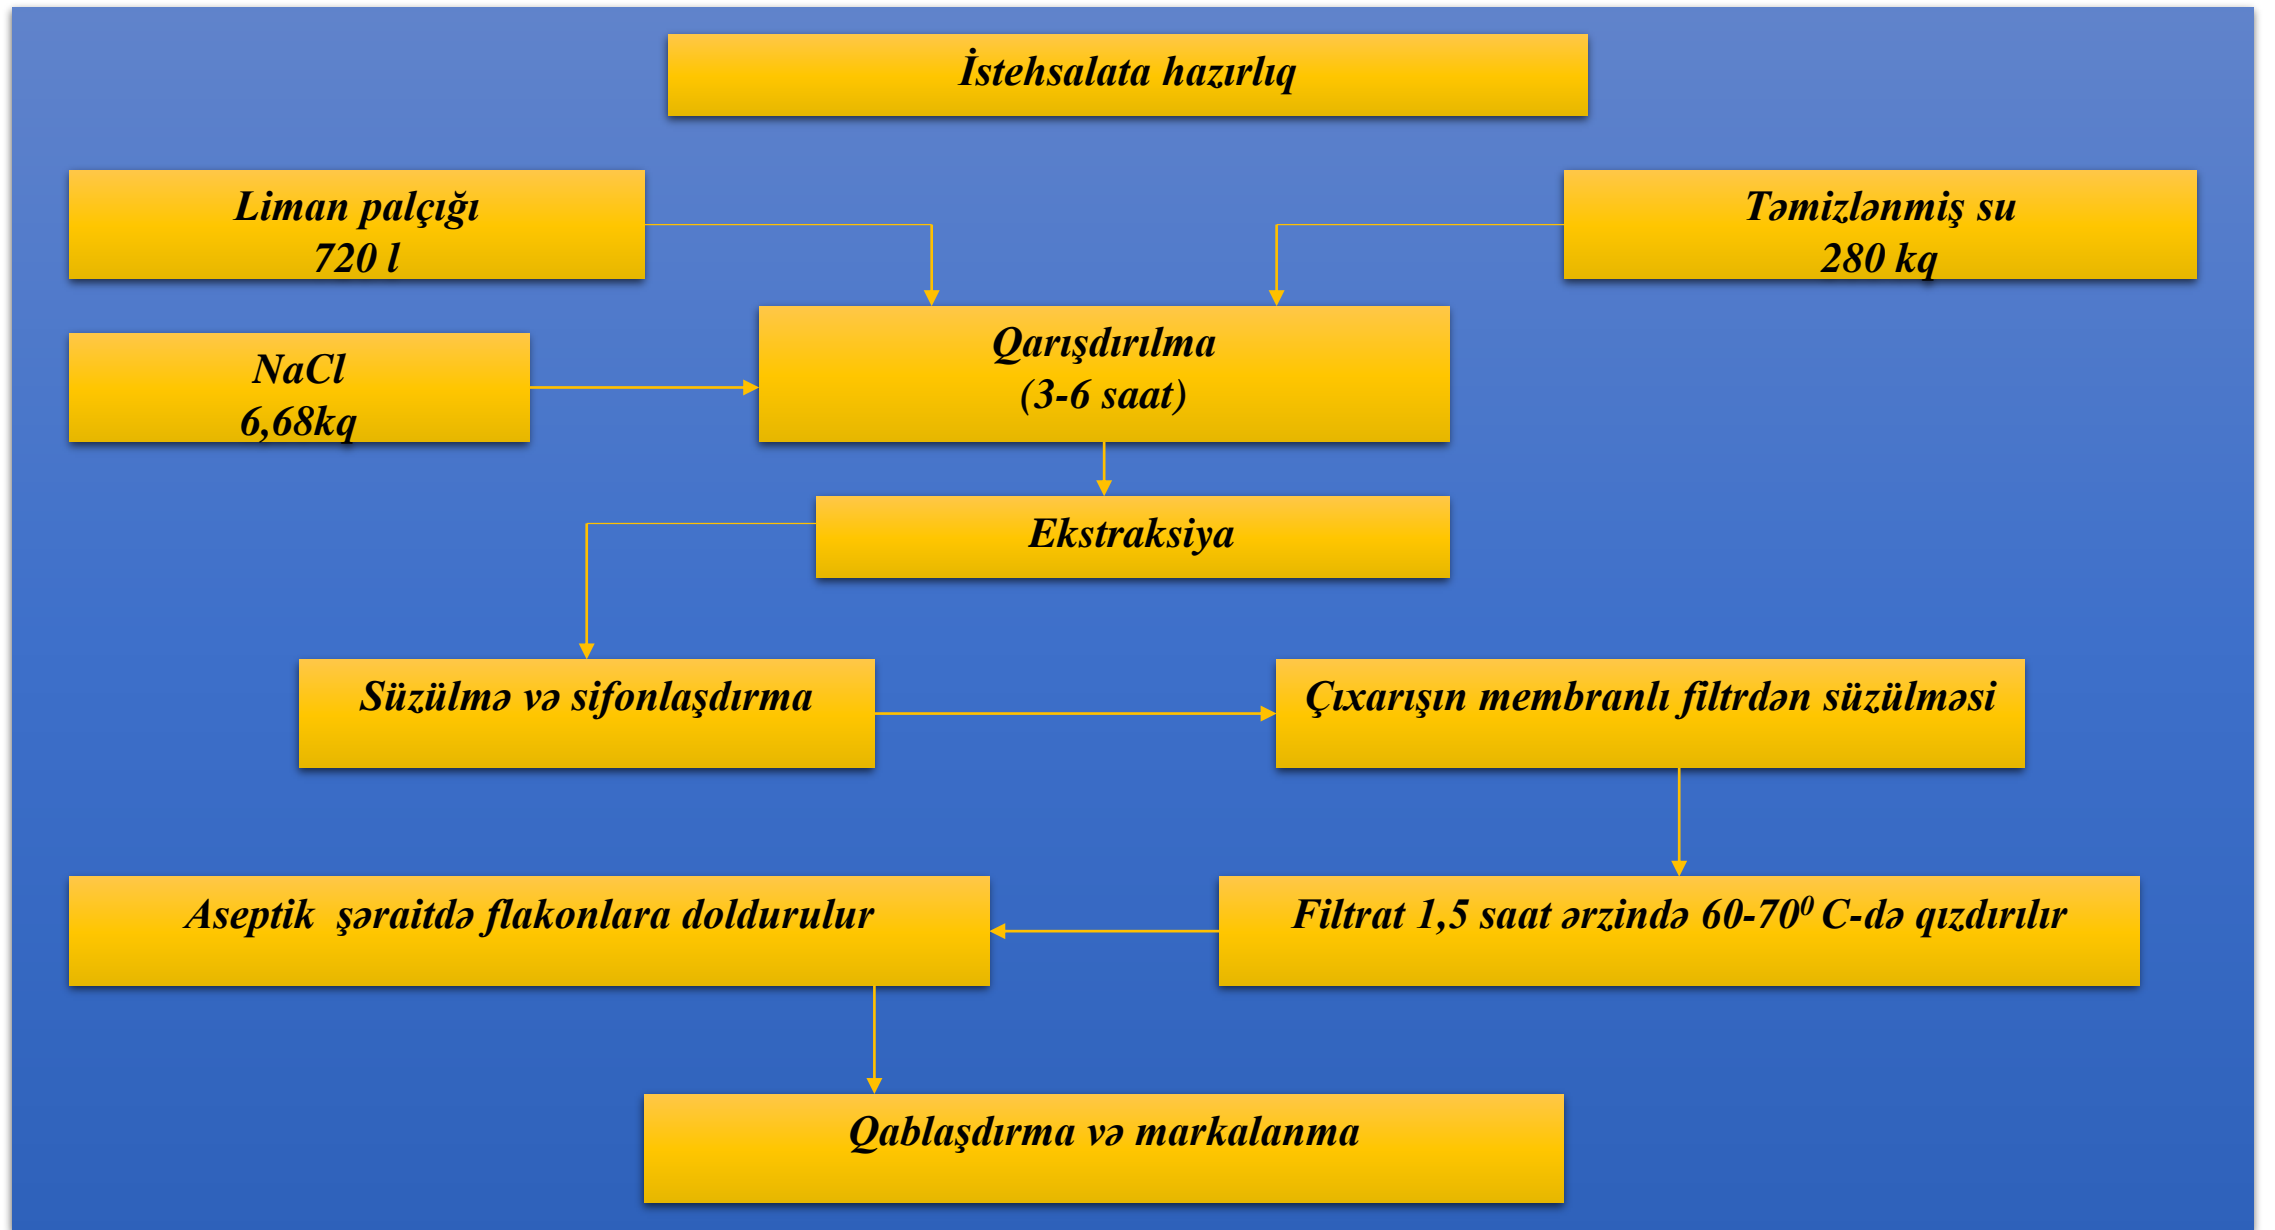 İstehsalata hazırlıq
Liman palçığı
720 l
Təmizlənmiş su
280 kq
NaCl
6,68kq
Qarışdırılma
(3-6 saat)
Ekstraksiya
Süzülmə və sifonlaşdırma
Çıxarışın membranlı filtrdən süzülməsi
Aseptik  şəraitdə flakonlara doldurulur
Filtrat 1,5 saat ərzində 60-70⁰ C-də qızdırılır
Qablaşdırma və markalanma